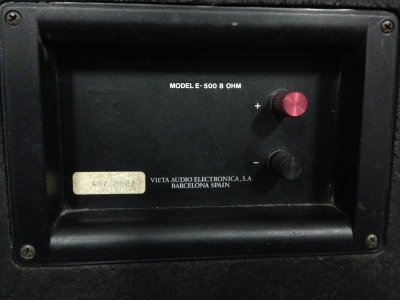 MODEL E-500 8 OHM
+
-
VIETA AUDIO ELECTRONICA, S.A.
BARCELONA SPAIN